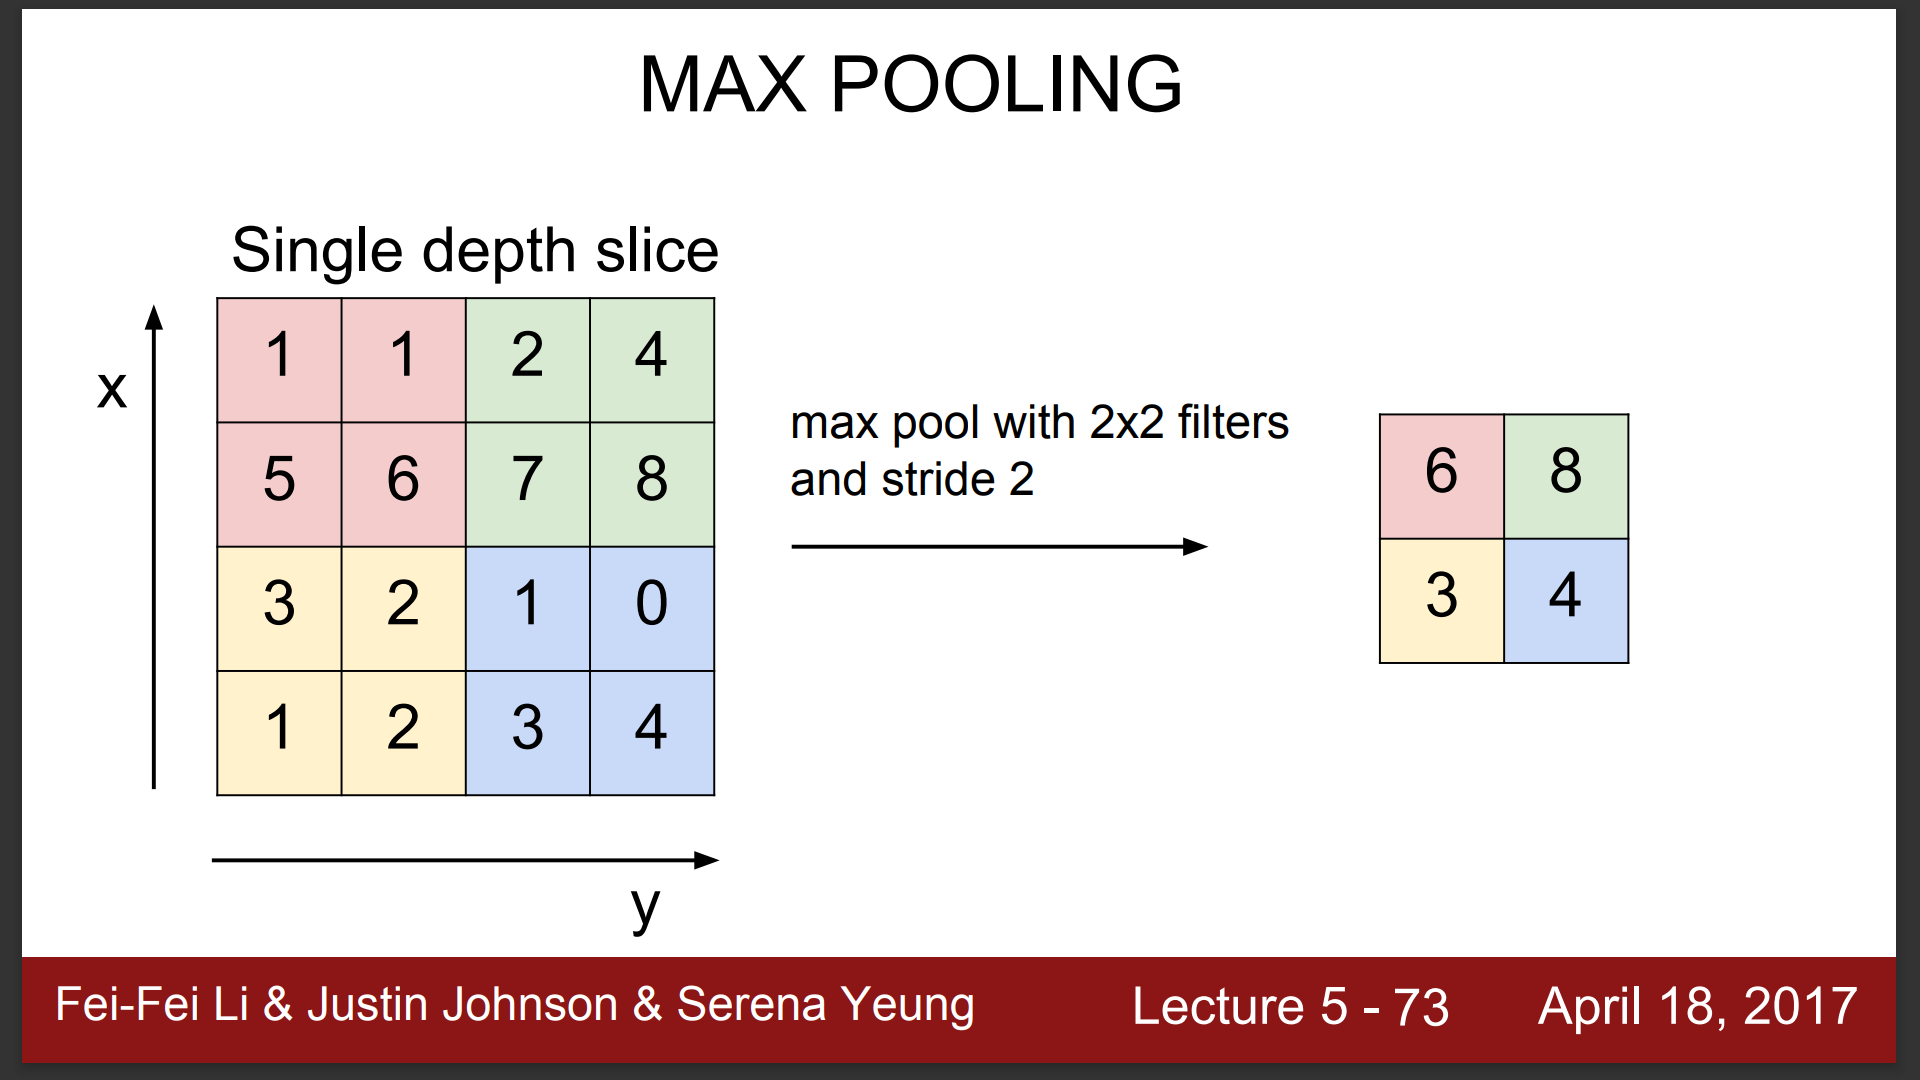 MAX POOLING
Single depth slice
x
1 1 2 4
5 6 7 8
3 2 1 0
1 2 3 4
y
max pool with 2x2 filters
and stride 2
6 8
3 4
Fei-Fei Li & Justin Johnson & Serena Yeung
Lecture 5 - 73
April 18, 2017